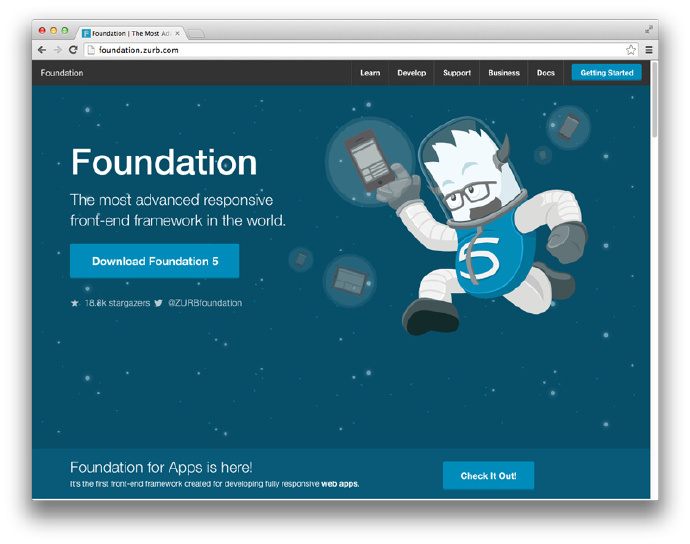 Foundation | The Most Ad
foundation.zurb.com
Foundation
Learn
Develop
Support
Business
Docs
Getting Started
Foundation
The most advanced responsive
front-end framework in the world.
Download Foundation 5
18.8k stargazers @ZURBfoundation
5
Foundation for Apps is here!
It's the first front-end framework created for developing fully responsive web apps.
Check It Out!